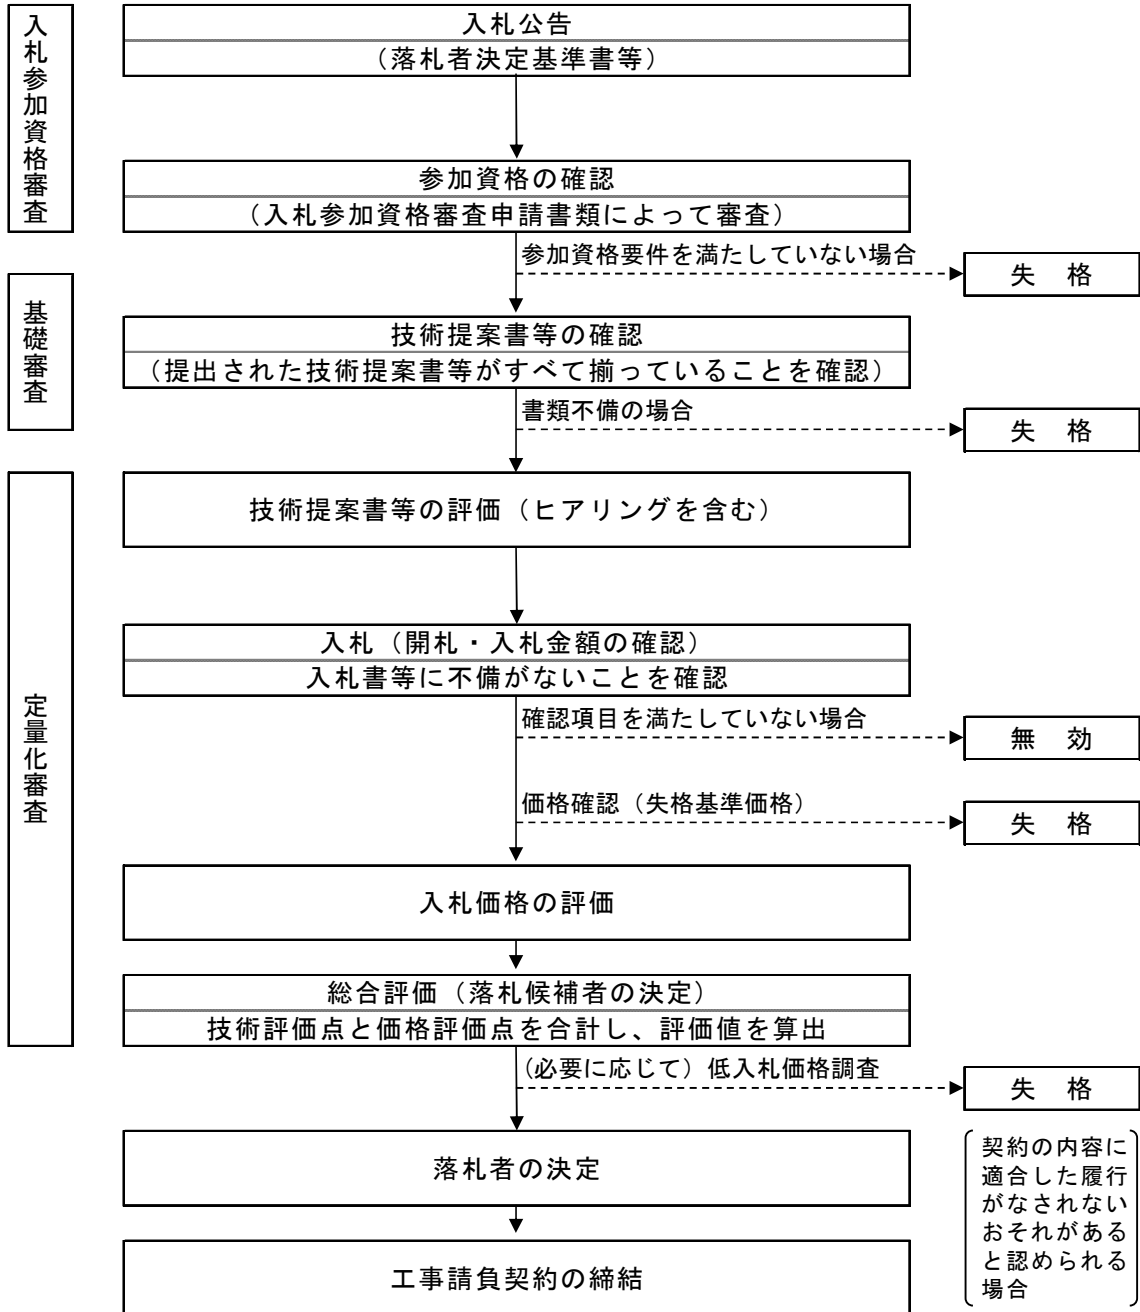 入札参加資格審査
入札公告
（落札者決定基準書等）
参加資格の確認
（入札参加資格審査申請書類によって審査）
参加資格要件を満たしていない場合
失　格
基礎審査
技術提案書等の確認
（提出された技術提案書等がすべて揃っていることを確認）
書類不備の場合
失　格
定量化審査
技術提案書等の評価（ヒアリングを含む）
入札（開札・入札金額の確認）
入札書等に不備がないことを確認
確認項目を満たしていない場合
無　効
価格確認（失格基準価格）
失　格
入札価格の評価
総合評価（落札候補者の決定）
技術評価点と価格評価点を合計し、評価値を算出
（必要に応じて）低入札価格調査
失　格
契約の内容に
適合した履行
がなされない
おそれがある
と認められる
場合
落札者の決定
工事請負契約の締結